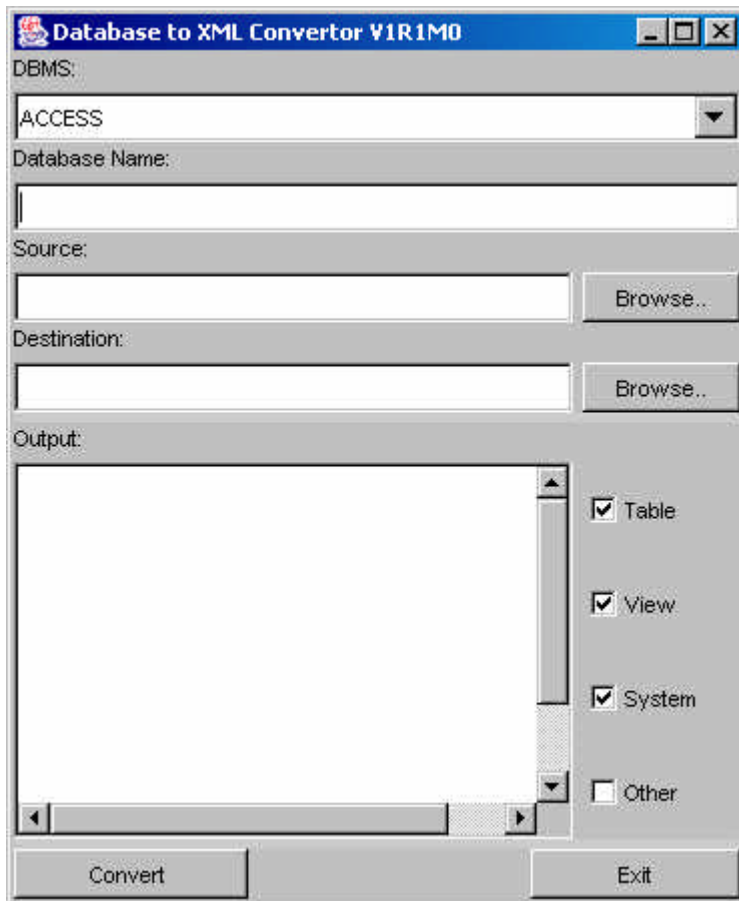 Database to XML Convertor V1R1M0
DBMS:
ACCESS
Database Name:
Source:
Browse..
Destination:
Browse..
Output:
Table
View
System
Other
Convert
Exit